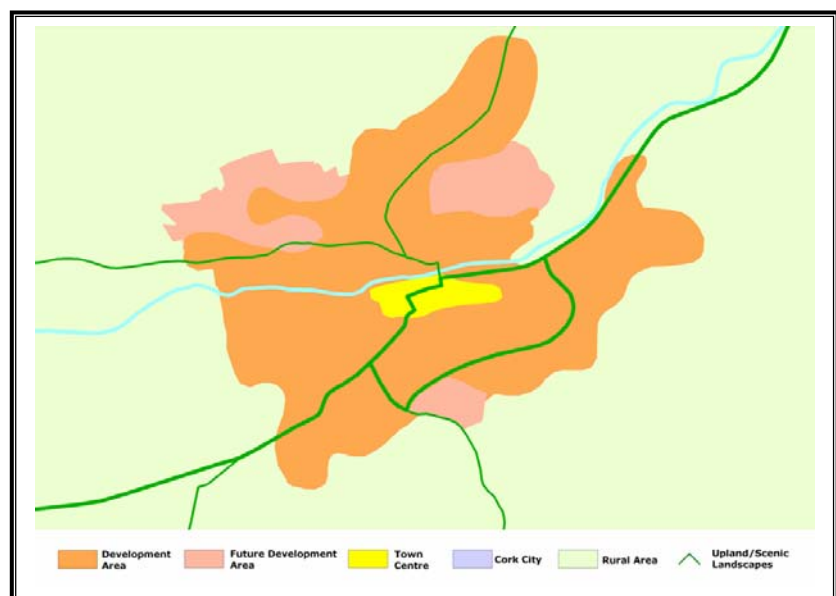 Development
Area
Future Development
Area
Town
Centre
Cork City
Rural Area
Upland/Scenic
Landscapes